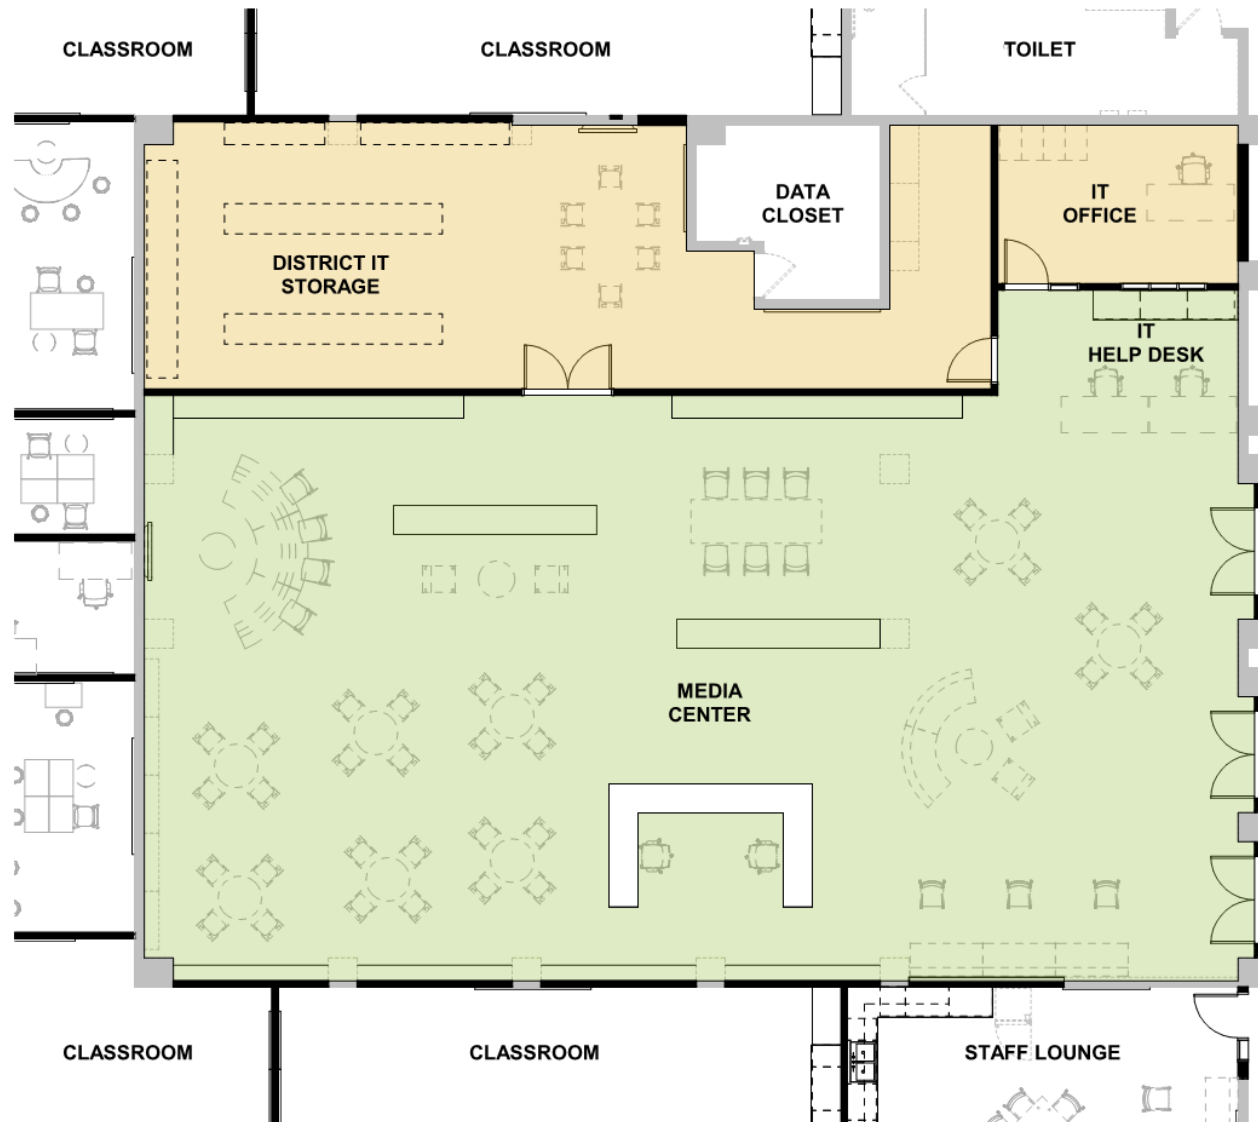 CLASSROOM
CLASSROOM
TOILET
DATA
CLOSET
IT
OFFICE
DISTRICT IT
STORAGE
IT
HELP DESK
MEDIA
CENTER
CLASSROOM
CLASSROOM
STAFF LOUNGE